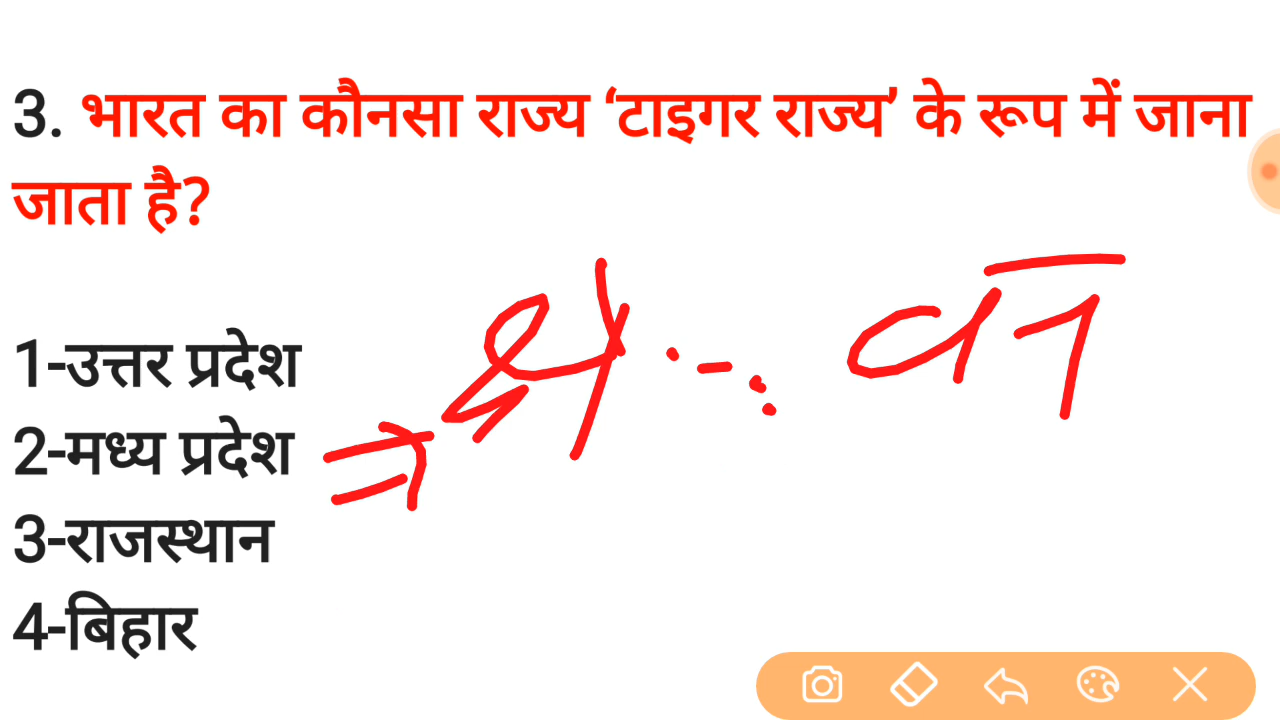 3. भारत का कौनसा राज्य ‘टाइगर राज्य’ के रूप में जाना
जाता है?
1-उत्तर प्रदेश
2-मध्य प्रदेश
3-राजस्थान
4-बिहार